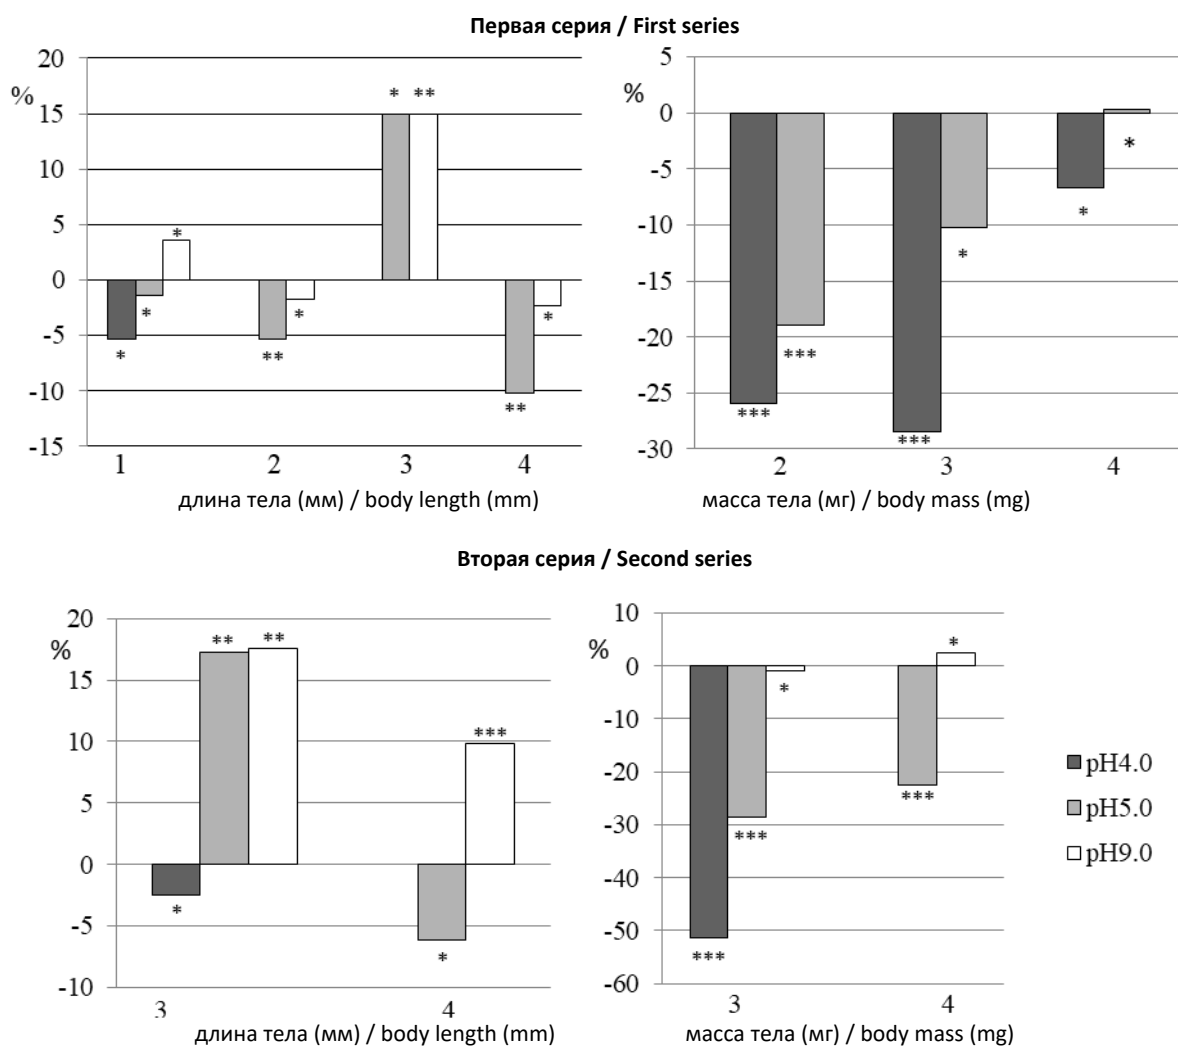 Первая серия / First series
20
15
10
5
0
-5
-10
-15
%
* ** * * * ** * * ** *
1 2 3 4
длина тела (мм) / body length (mm)
5
0
-5
-10
-15
-20
-25
-30
%
*** *** *** * * *
2 3 4
масса тела (мг) / body mass (mg)
Вторая серия / Second series
20
15
10
5
0
-5
-10
%
* ** ** * ***
3 4
длина тела (мм) / body length (mm)
10
0
-10
-20
-30
-40
-50
-60
%
*** *** * *** *
3 4
масса тела (мг) / body mass (mg)
pH4.0
pH5.0
pH9.0